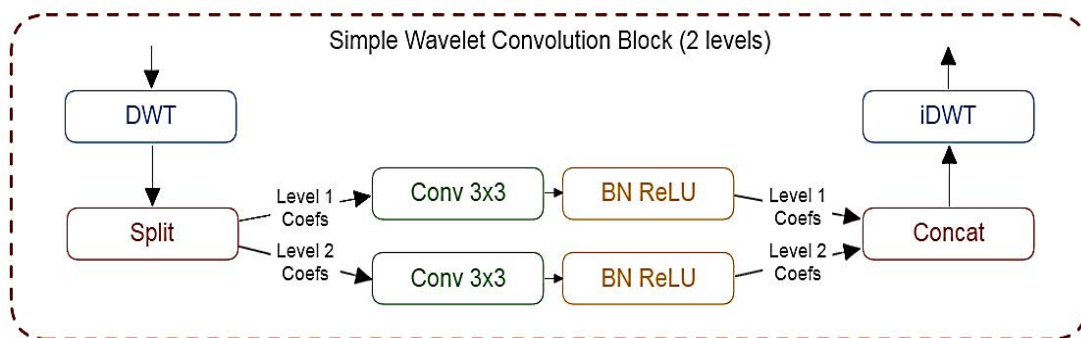 Simple Wavelet Convolution Block (2 levels)
DWT
iDWT
Level 1
Coefs
Conv 3x3
BN ReLU
Level 1
Coefs
Split
Concat
Level 2
Coefs
Conv 3x3
BN ReLU
Level 2
Coefs